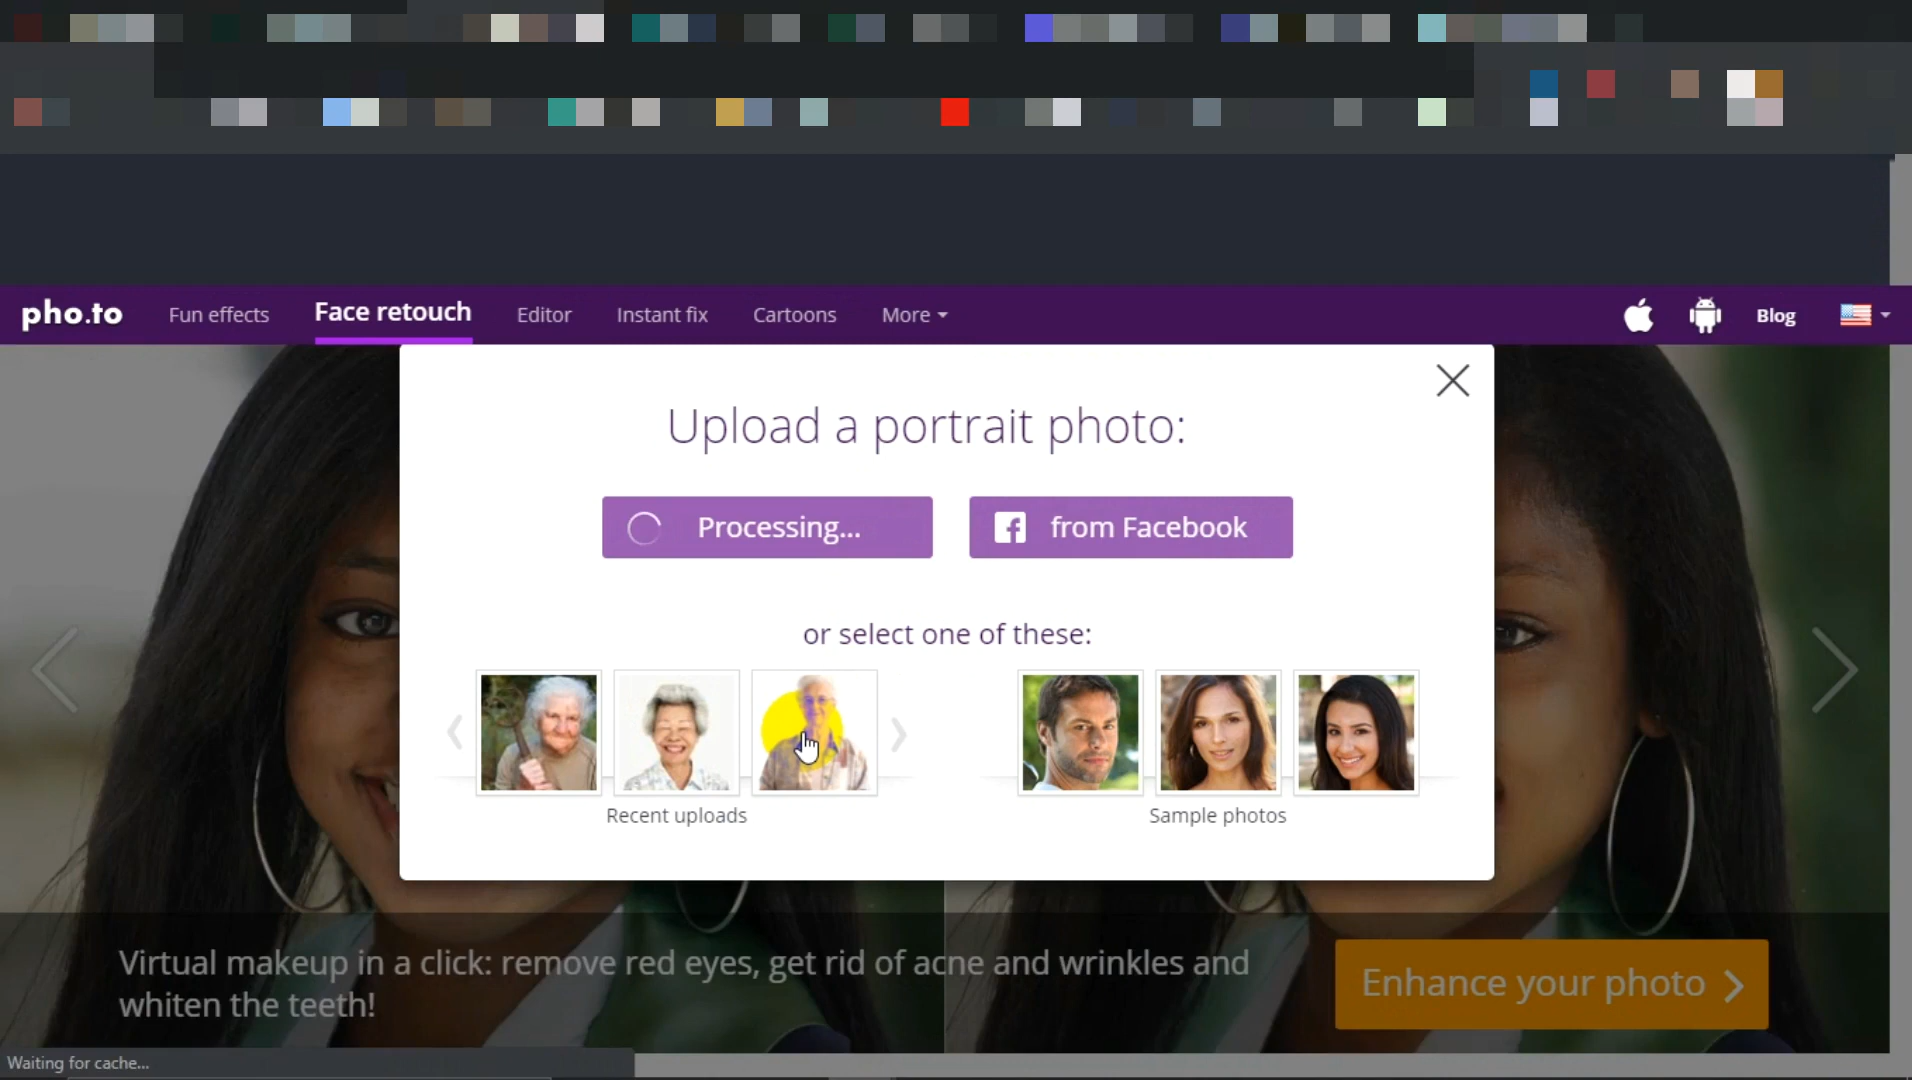 pho.to Fun effects Face retouch Editor Instant fix Cartoons More Blog
Upload a portrait photo:
Processing... from Facebook
or select one of these:
Recent uploads Sample photos
Virtual makeup in a click: remove red eyes, get rid of acne and wrinkles and
whiten the teeth!
Enhance your photo
Waiting for cache...